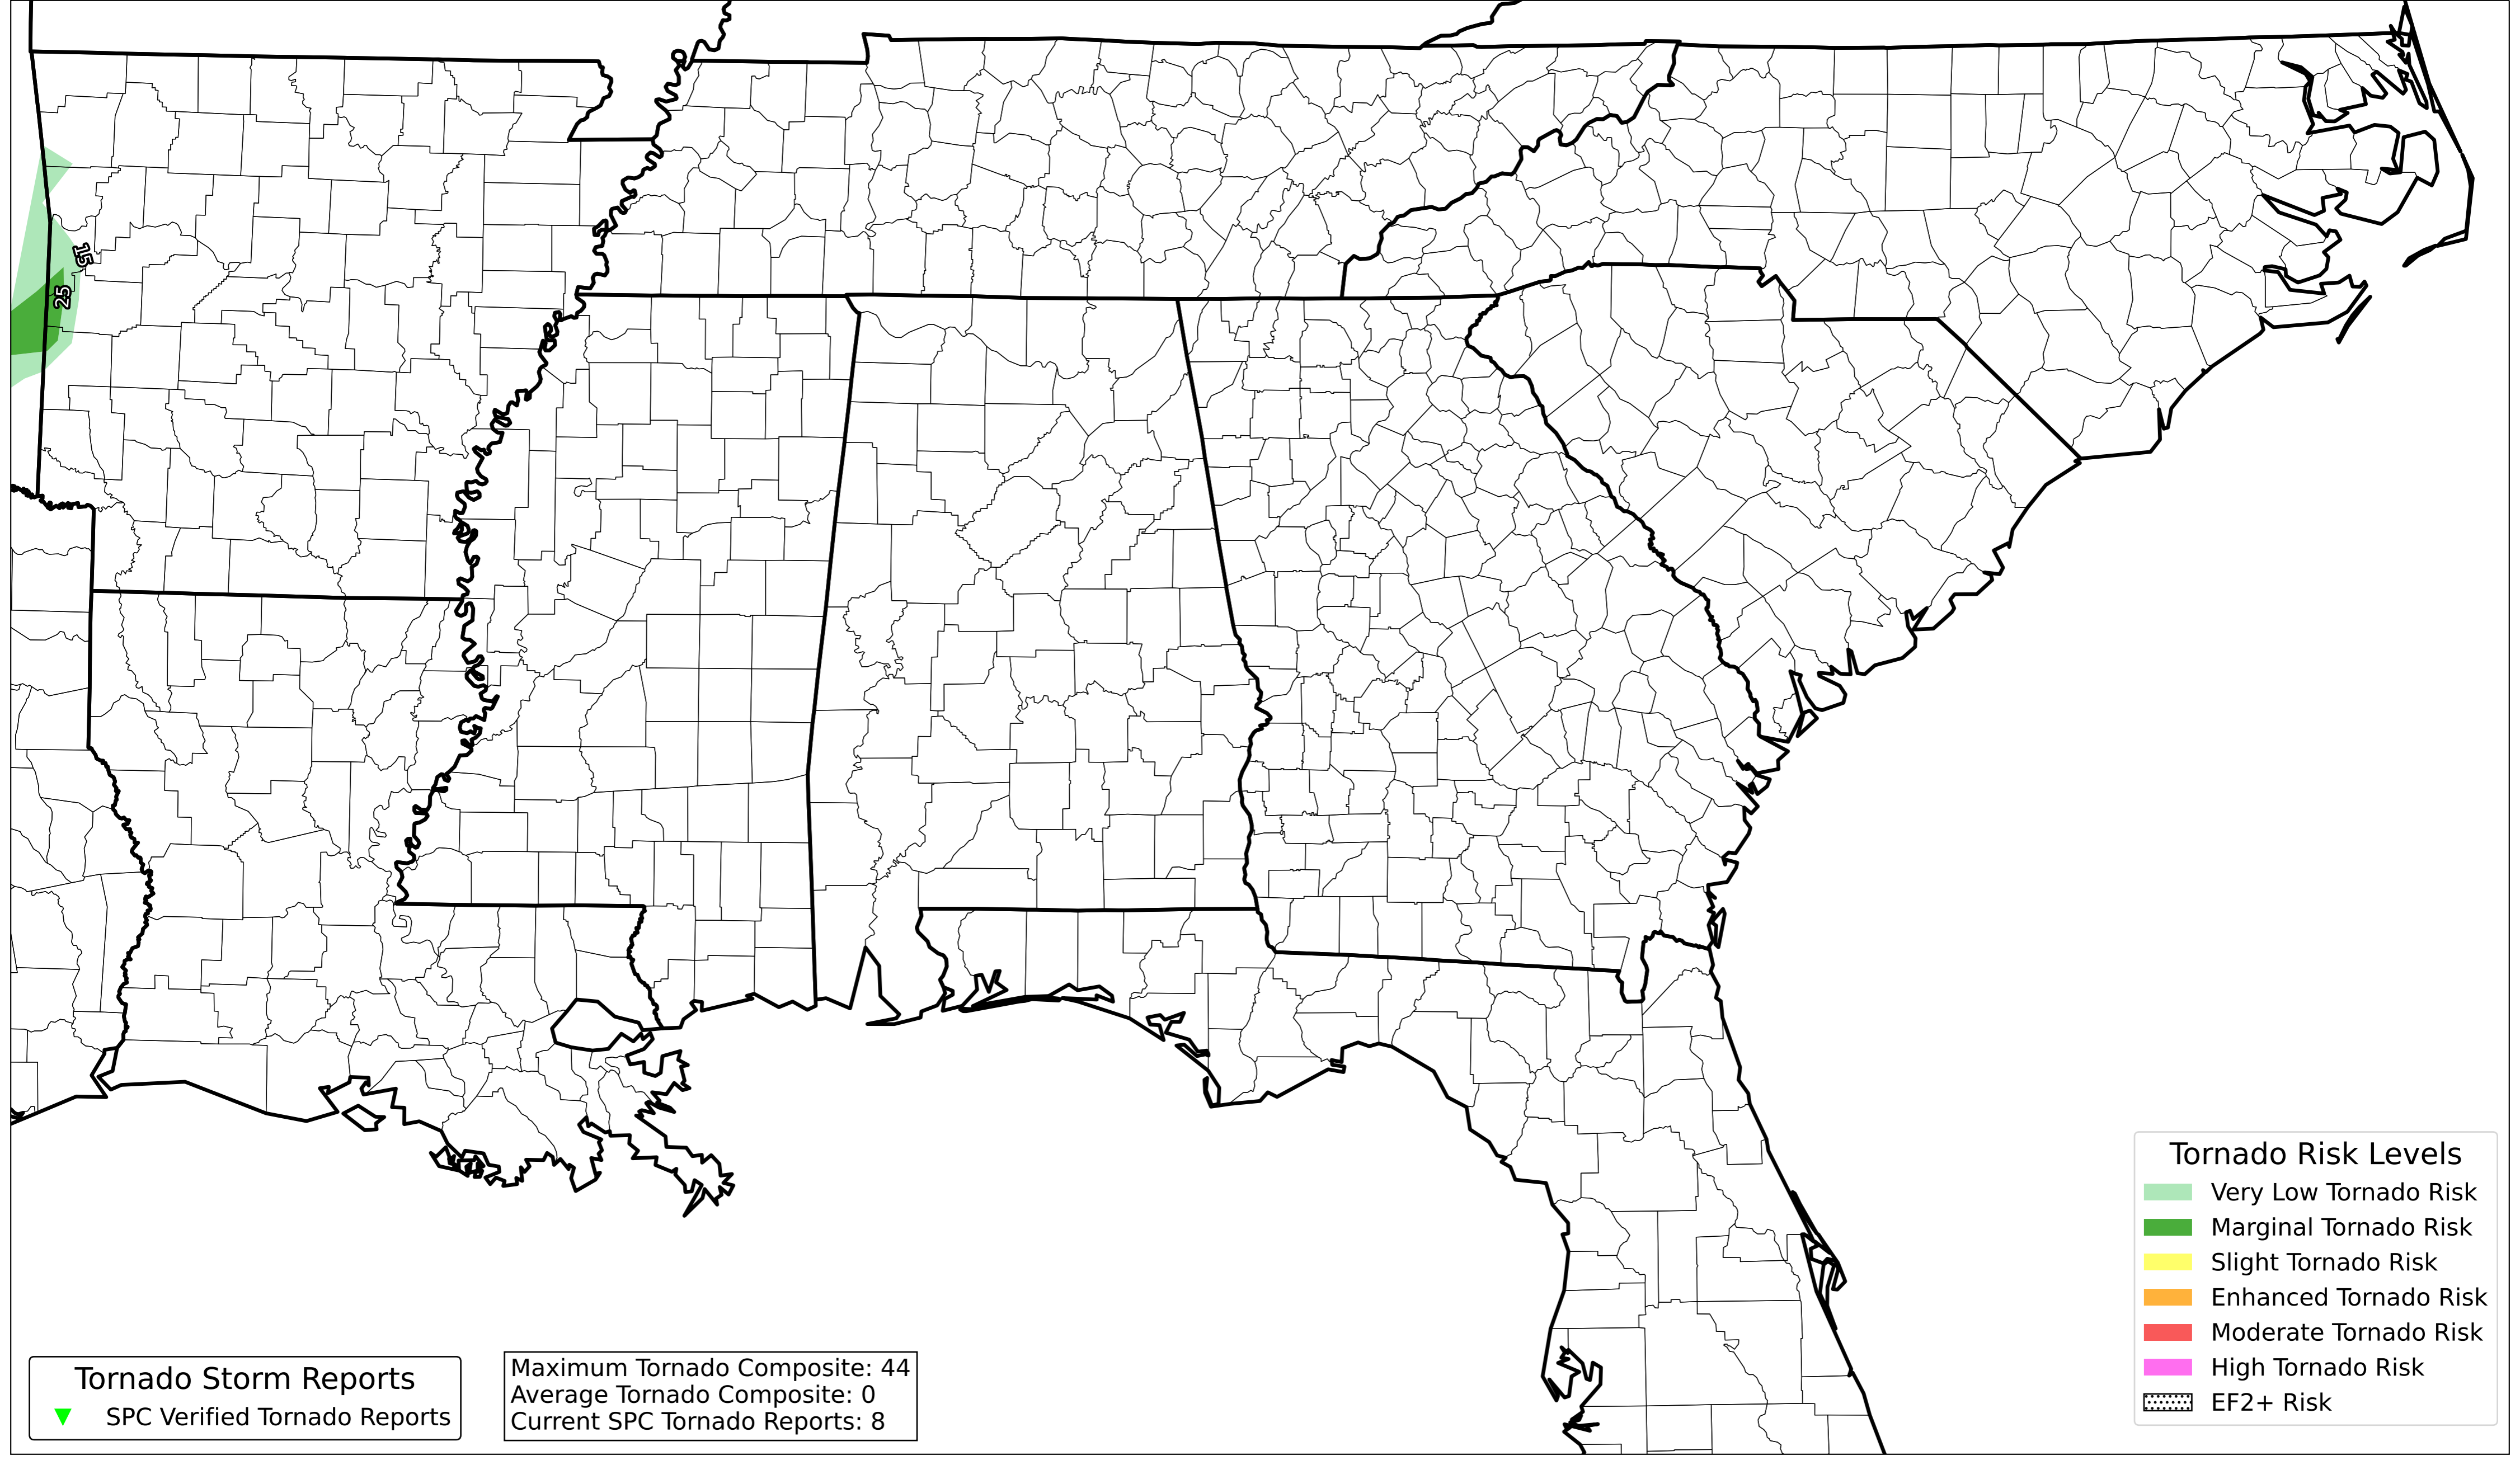 15
25
Tornado Risk Levels
Very Low Tornado Risk
Marginal Tornado Risk
Slight Tornado Risk
Enhanced Tornado Risk
Moderate Tornado Risk
High Tornado Risk
EF2+ Risk
Tornado Storm Reports
SPC Verified Tornado Reports
Maximum Tornado Composite: 44
Average Tornado Composite: 0
Current SPC Tornado Reports: 8